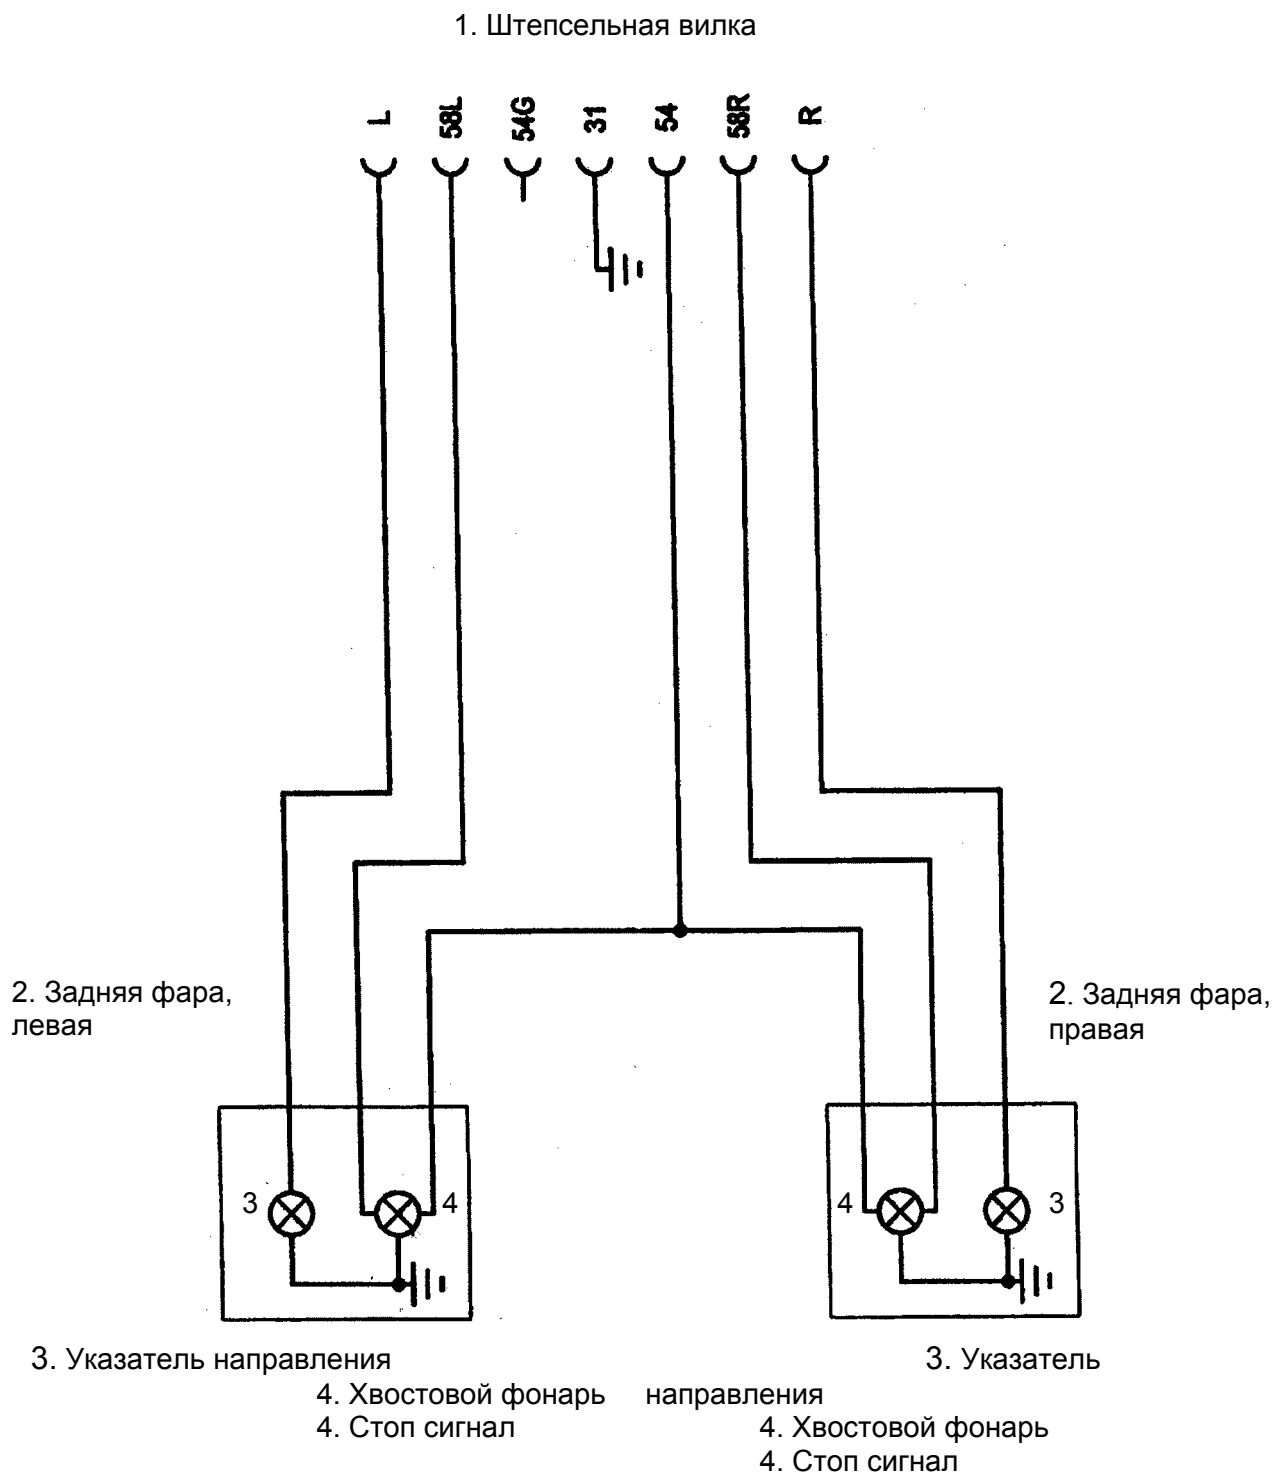 1. Штепсельная вилка
L 58L 54G 31 54 58R R
2. Задняя фара,
левая
2. Задняя фара,
правая
3 4
4 3
3. Указатель направления
4. Хвостовой фонарь
4. Стоп сигнал
3. Указатель
направления
4. Хвостовой фонарь
4. Стоп сигнал